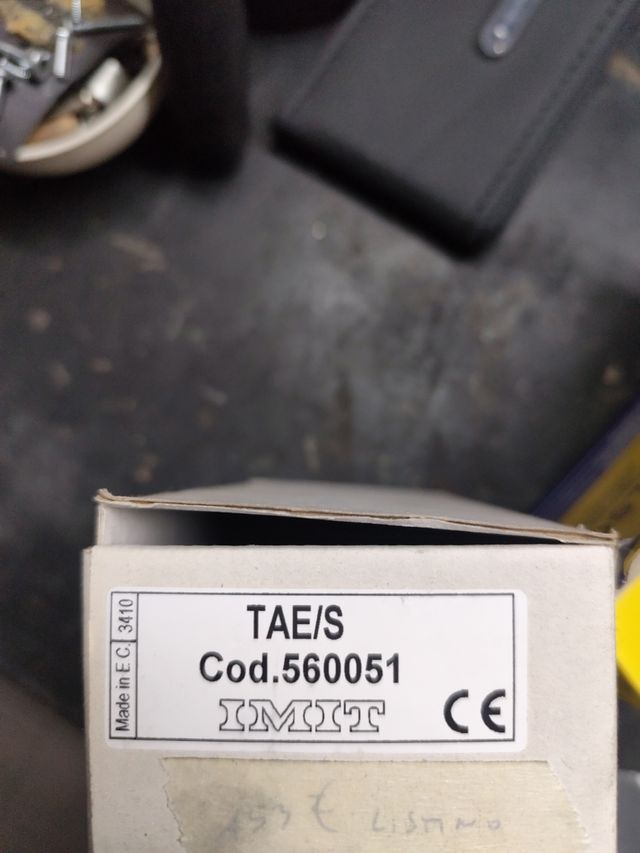 TAE/S
Cod.560051
IMIT
CE
Made in E.C. 3410
€ LISTINO